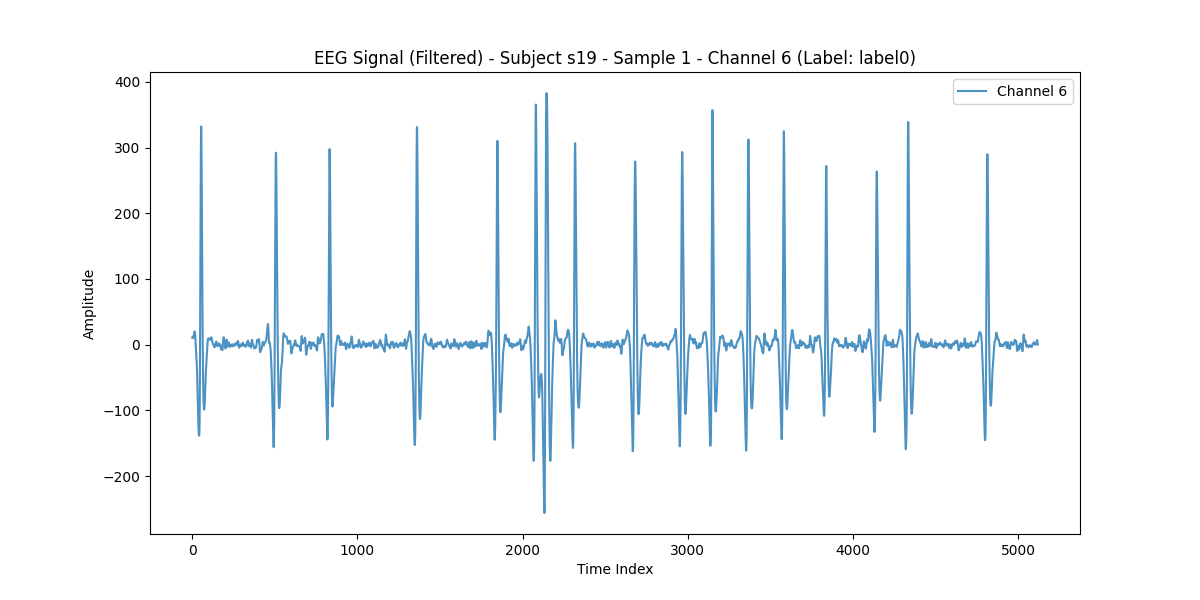 EEG Signal (Filtered) - Subject s19 - Sample 1 - Channel 6 (Label: label0)
Channel 6
400
300
200
100
0
−100
−200
Amplitude
0 1000 2000 3000 4000 5000
Time Index